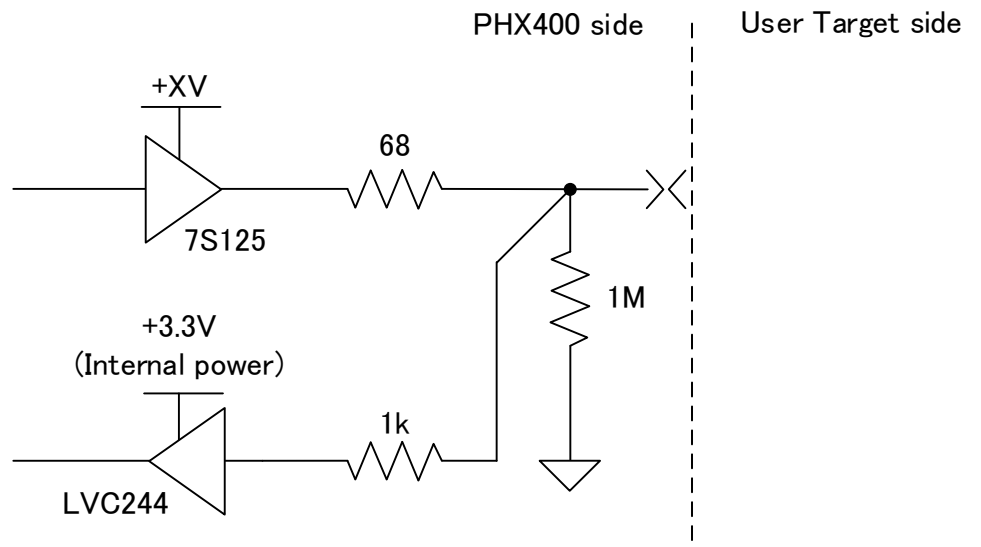 PHX400 side
User Target side
+XV
68
7S125
1M
+3.3V
(Internal power)
1k
LVC244